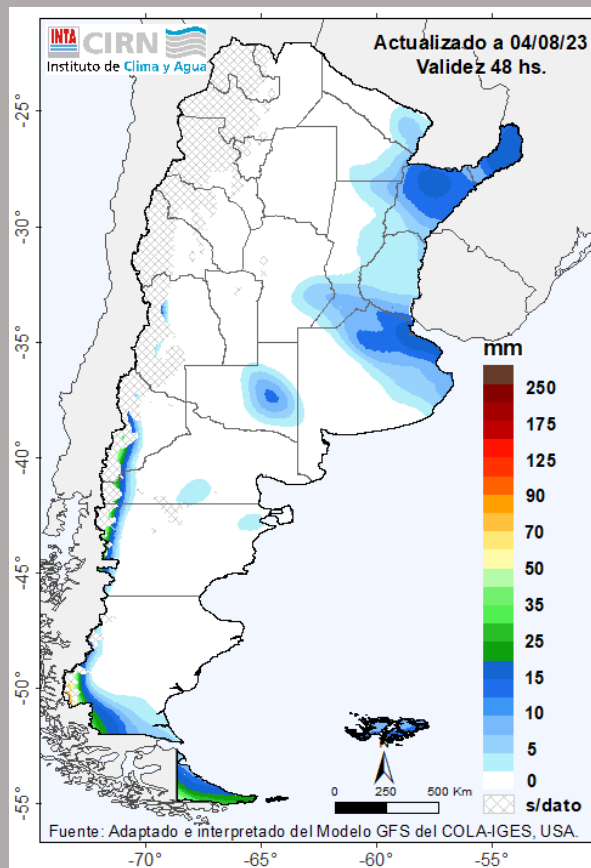 INTA CIRN
Instituto de Clima y Agua
Actualizado a 04/08/23
Validez 48 hs.
-25°
-30°
-35°
-40°
-45°
-50°
-55°
mm
250
175
125
90
70
50
35
25
15
10
5
0
s/dato
0 250 500 Km
Fuente: Adaptado e interpretado del Modelo GFS del COLA-IGES, USA.
-70° -65° -60° -55°